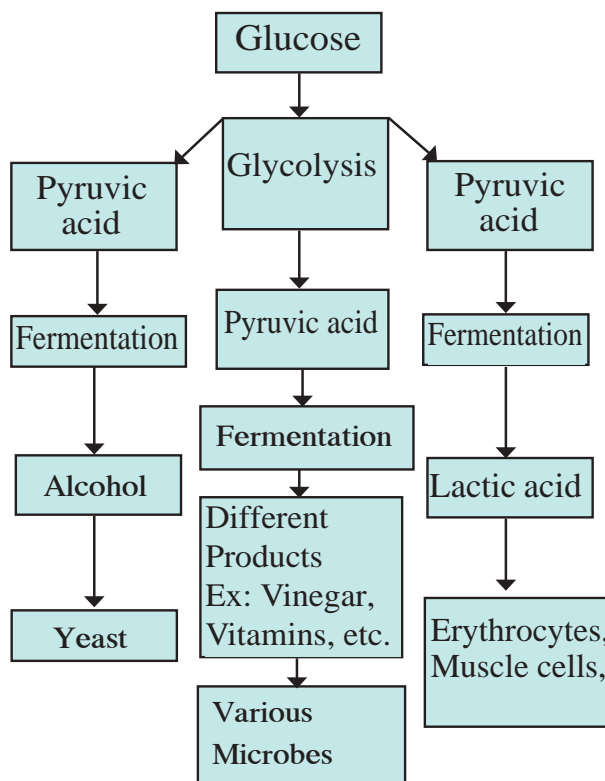 Glucose
Glycolysis
Pyruvic
acid
Fermentation
Alcohol
Yeast
Pyruvic acid
Fermentation
Different
Products
Ex: Vinegar,
Vitamins, etc.
Various
Microbes
Pyruvic
acid
Fermentation
Lactic acid
Erythrocytes,
Muscle cells,